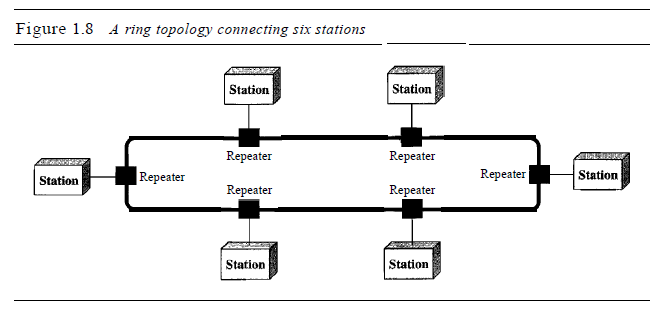 Figure 1.8 A ring topology connecting six stations
Station
Station
Repeater
Repeater
Station
Repeater
Repeater
Station
Repeater
Repeater
Station
Station